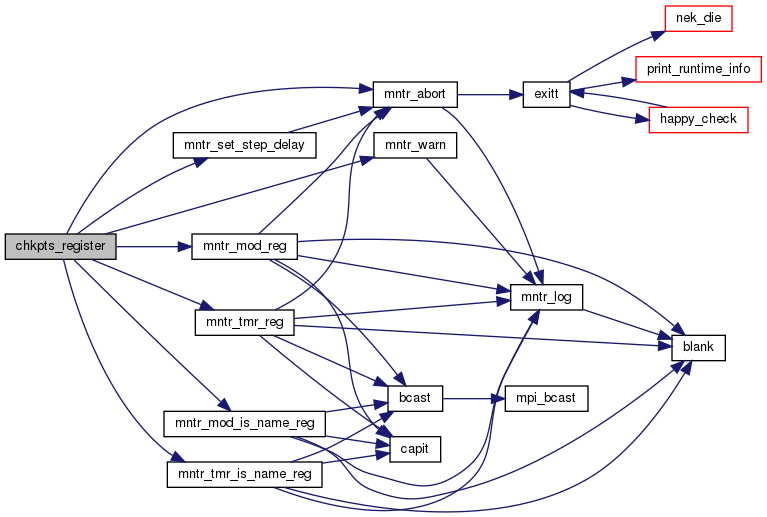 nek_die
print_runtime_info
mntr_abort
exitt
happy_check
mntr_set_step_delay
mntr_warn
chkpts_register
mntr_mod_reg
mntr_log
mntr_tmr_reg
blank
bcast
mpi_bcast
mntr_mod_is_name_reg
capit
mntr_tmr_is_name_reg